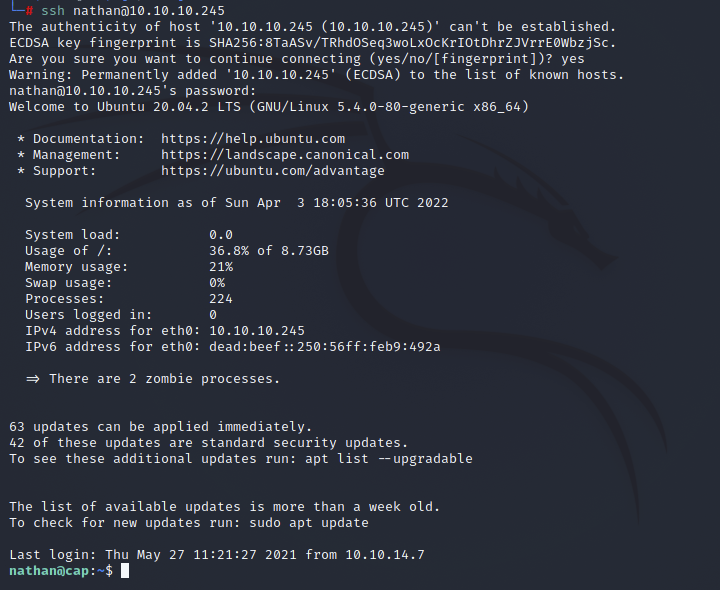 └─# ssh nathan@10.10.10.245
The authenticity of host '10.10.10.245 (10.10.10.245)' can't be established.
ECDSA key fingerprint is SHA256:8TaASv/TRhdOSeq3woLxOcKrIOtDhrZJVrrE0WbzjSc.
Are you sure you want to continue connecting (yes/no/[fingerprint])? yes
Warning: Permanently added '10.10.10.245' (ECDSA) to the list of known hosts.
nathan@10.10.10.245's password:
Welcome to Ubuntu 20.04.2 LTS (GNU/Linux 5.4.0-80-generic x86_64)
* Documentation:  https://help.ubuntu.com
* Management:     https://landscape.canonical.com
* Support:        https://ubuntu.com/advantage
System information as of Sun Apr  3 18:05:36 UTC 2022
System load:           0.0
Usage of /:            36.8% of 8.73GB
Memory usage:          21%
Swap usage:            0%
Processes:             224
Users logged in:       0
IPv4 address for eth0: 10.10.10.245
IPv6 address for eth0: dead:beef::250:56ff:feb9:492a
=> There are 2 zombie processes.
63 updates can be applied immediately.
42 of these updates are standard security updates.
To see these additional updates run: apt list --upgradable
The list of available updates is more than a week old.
To check for new updates run: sudo apt update
Last login: Thu May 27 11:21:27 2021 from 10.10.14.7
nathan@cap:~$